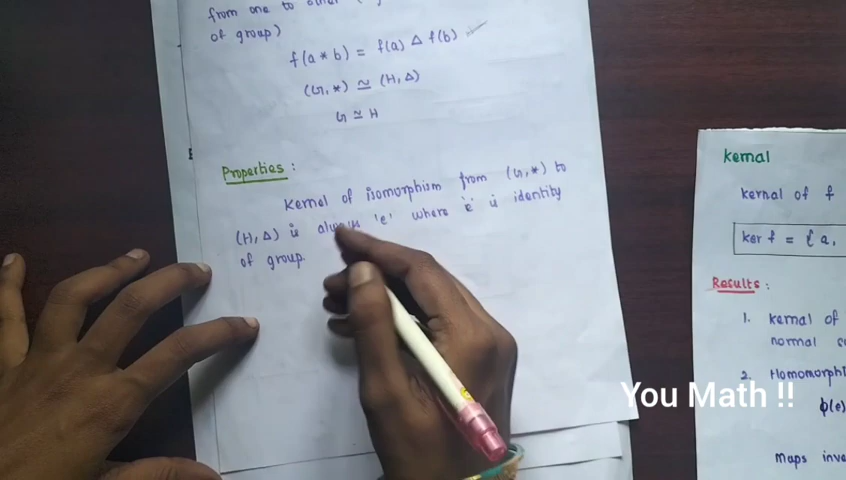 from one to other
of group)
f(a * b) = f(a) Δ f(b)
(G, *) ≅ (H, Δ)
G ≅ H
Properties :
Kernel of isomorphism from (G, *) to
(H, Δ) is always 'e' where 'e' is identity
of group.
Kernal
Kernal of f
ker f = { a,
Results :
1. Kernal of
normal
2. Homomorphi
ϕ(e)
Maps inve
You Math !!